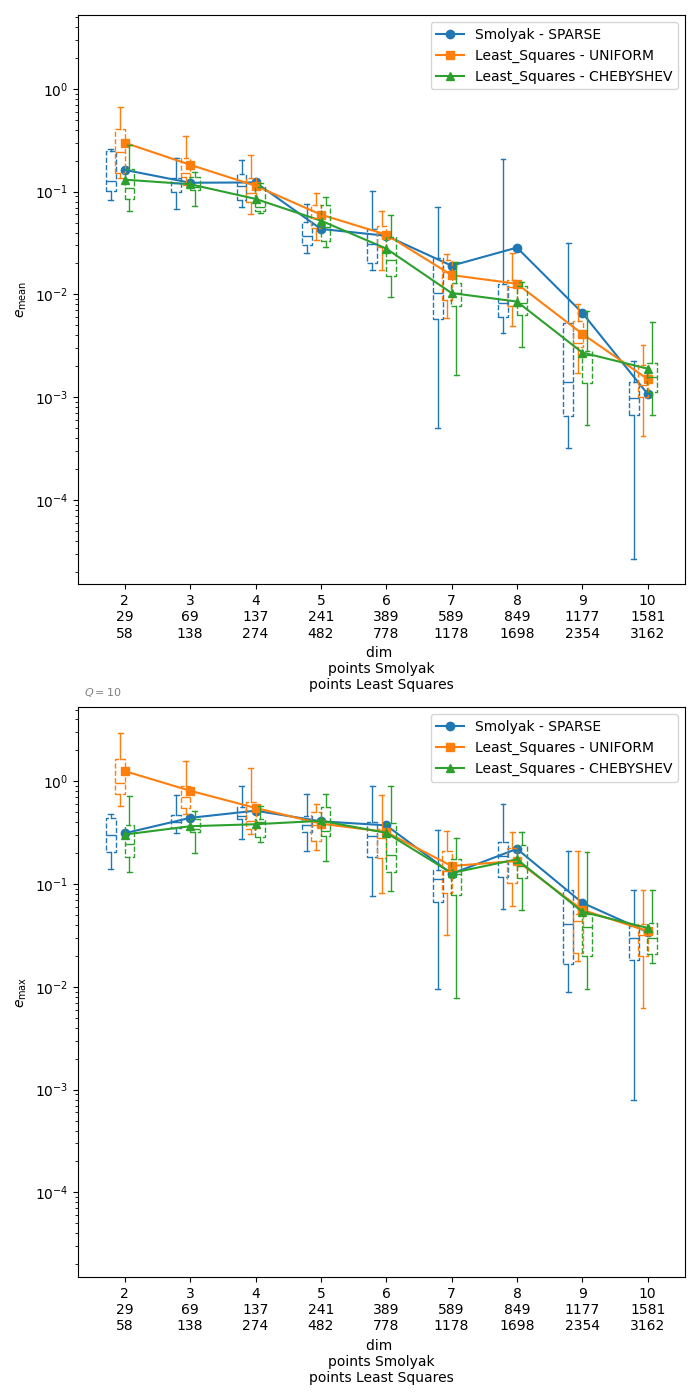 Smolyak - SPARSE
Least_Squares - UNIFORM
Least_Squares - CHEBYSHEV
10^0
10^-1
10^-2
10^-3
10^-4
e_mean
2 3 4 5 6 7 8 9 10
29 69 137 241 389 589 849 1177 1581
58 138 274 482 778 1178 1698 2354 3162
dim
points Smolyak
points Least Squares
Q = 10
Smolyak - SPARSE
Least_Squares - UNIFORM
Least_Squares - CHEBYSHEV
10^0
10^-1
10^-2
10^-3
10^-4
e_max
2 3 4 5 6 7 8 9 10
29 69 137 241 389 589 849 1177 1581
58 138 274 482 778 1178 1698 2354 3162
dim
points Smolyak
points Least Squares